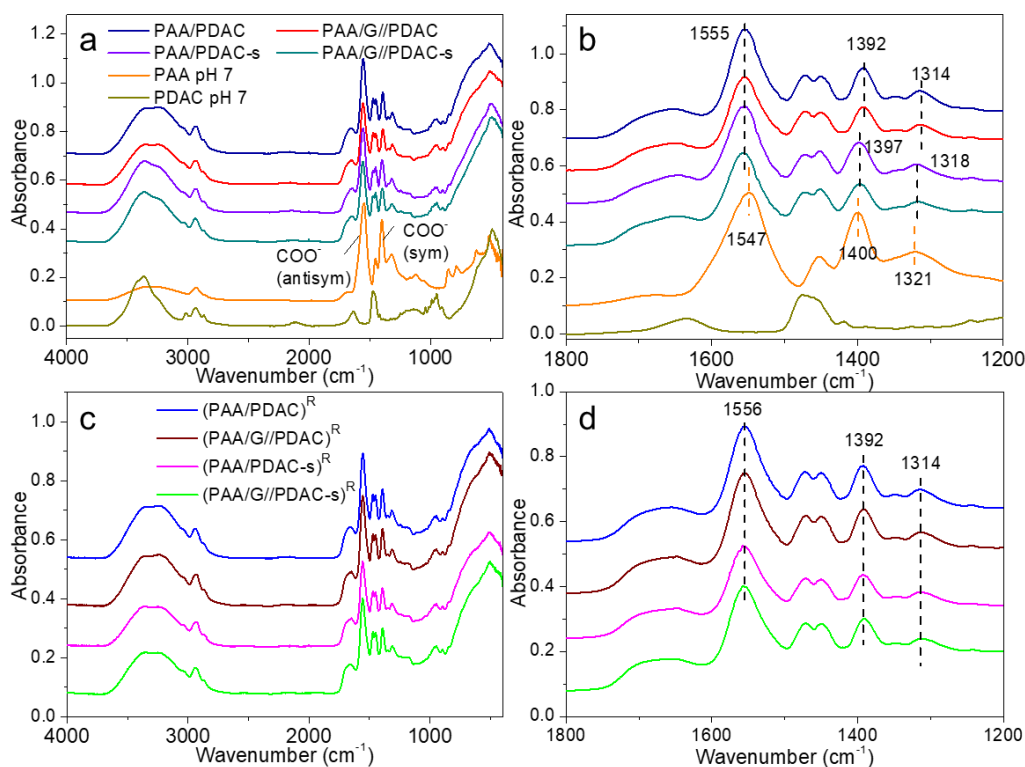 a
PAA/PDAC
PAA/G//PDAC
PAA/PDAC-s
PAA/G//PDAC-s
PAA pH 7
PDAC pH 7
COO⁻
(antisym)
COO⁻
(sym)
Absorbance
1.2
1.0
0.8
0.6
0.4
0.2
0.0
4000
3000
2000
1000
Wavenumber (cm⁻¹)
b
1555
1392
1314
1397
1318
1547
1400
1321
Absorbance
1.0
0.8
0.6
0.4
0.2
0.0
1800
1600
1400
1200
Wavenumber (cm⁻¹)
c
(PAA/PDAC)ᴿ
(PAA/G//PDAC)ᴿ
(PAA/PDAC-s)ᴿ
(PAA/G//PDAC-s)ᴿ
Absorbance
1.0
0.8
0.6
0.4
0.2
0.0
4000
3000
2000
1000
Wavenumber (cm⁻¹)
d
1556
1392
1314
Absorbance
1.0
0.8
0.6
0.4
0.2
0.0
1800
1600
1400
1200
Wavenumber (cm⁻¹)